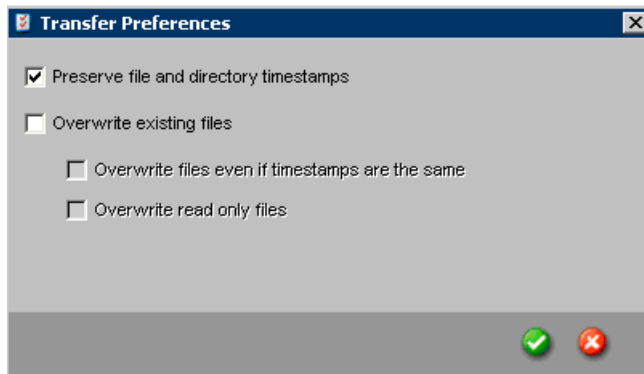 Transfer Preferences
Preserve file and directory timestamps
Overwrite existing files
Overwrite files even if timestamps are the same
Overwrite read only files